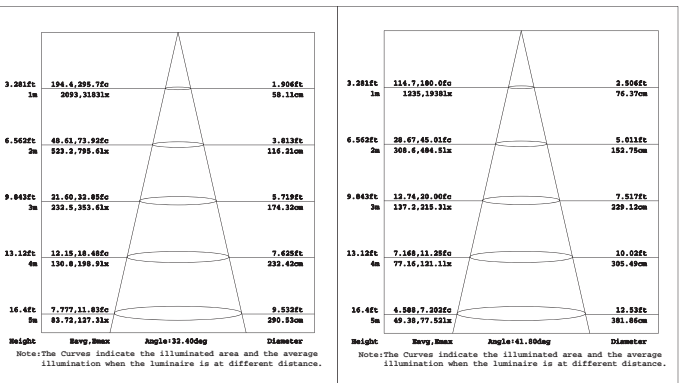 3.281ft 194.4,295.7fc 1.906ft
1m 2093,3183lx 58.11cm
6.562ft 48.61,73.92fc 3.813ft
2m 523.2,795.6lx 116.21cm
9.843ft 21.60,32.85fc 5.719ft
3m 232.5,353.6lx 174.32cm
13.12ft 12.15,18.48fc 7.625ft
4m 130.8,198.9lx 232.42cm
16.4ft 7.777,11.83fc 9.532ft
5m 83.72,127.3lx 290.53cm
Height Eavg,Emax Angle:32.40deg Diameter
Note:The Curves indicate the illuminated area and the average
illumination when the luminaire is at different distance.
3.281ft 114.7,180.0fc 2.506ft
1m 1235,1938lx 76.37cm
6.562ft 28.67,45.01fc 5.011ft
2m 308.6,484.5lx 152.75cm
9.843ft 12.74,20.00fc 7.517ft
3m 137.2,215.3lx 229.12cm
13.12ft 7.168,11.25fc 10.02ft
4m 77.16,121.1lx 305.49cm
16.4ft 4.588,7.202fc 12.53ft
5m 49.38,77.52lx 381.86cm
Height Eavg,Emax Angle:41.80deg Diameter
Note:The Curves indicate the illuminated area and the average
illumination when the luminaire is at different distance.